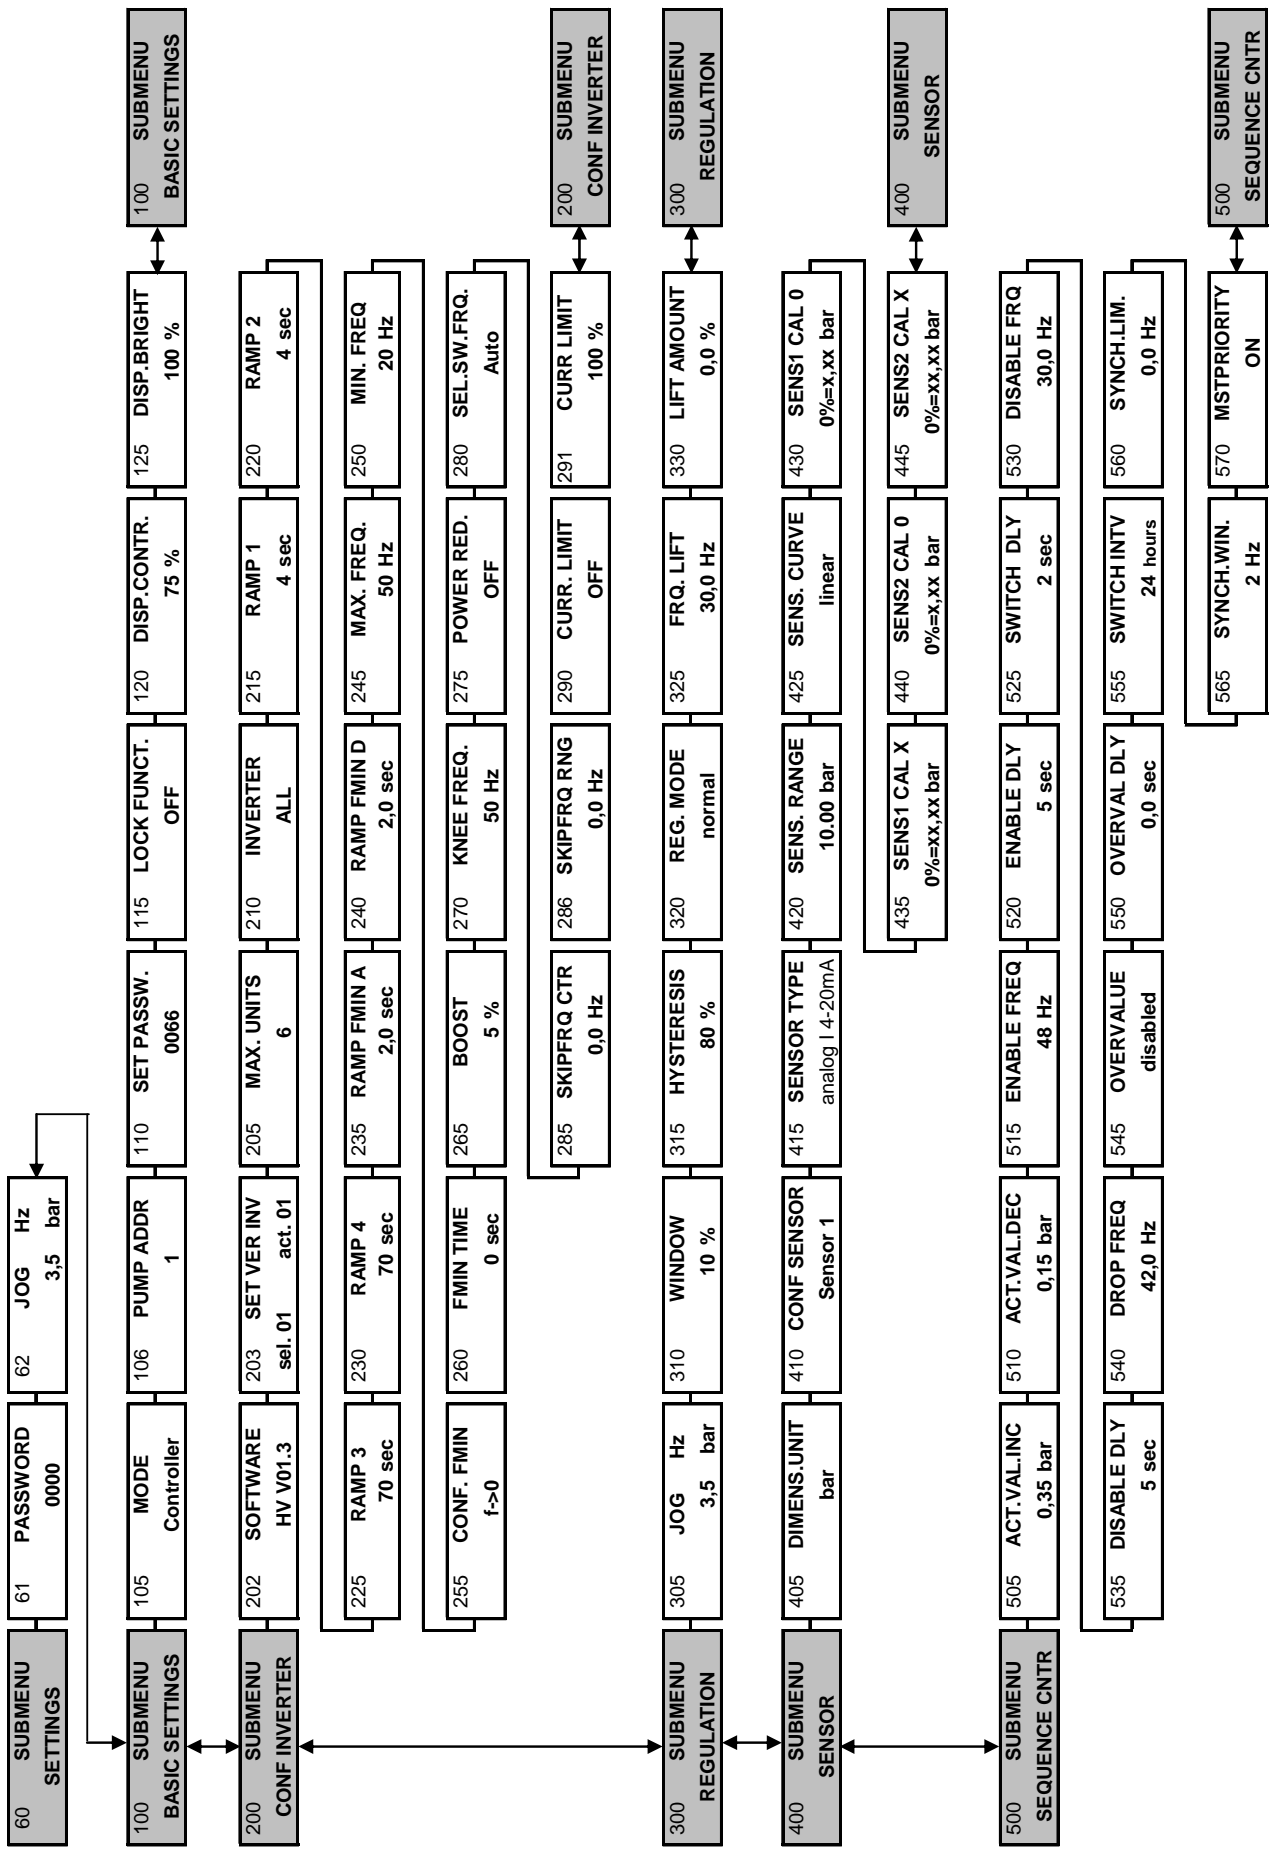 60 SUBMENU
SETTINGS
61 PASSWORD
0000
62 JOG Hz
3,5 bar
100 SUBMENU
BASIC SETTINGS
105 MODE
Controller
106 PUMP ADDR
1
110 SET PASSW.
0066
115 LOCK FUNCT.
OFF
120 DISP.CONTR.
75 %
125 DISP.BRIGHT
100 %
100 SUBMENU
BASIC SETTINGS
200 SUBMENU
CONF INVERTER
202 SOFTWARE
HV V01.3
203 SET VER INV
sel. 01 act. 01
205 MAX. UNITS
6
210 INVERTER
ALL
215 RAMP 1
4 sec
220 RAMP 2
4 sec
225 RAMP 3
70 sec
230 RAMP 4
70 sec
235 RAMP FMIN A
2,0 sec
240 RAMP FMIN D
2,0 sec
245 MAX. FREQ.
50 Hz
250 MIN. FREQ
20 Hz
255 CONF. FMIN
f->0
260 FMIN TIME
0 sec
265 BOOST
5 %
270 KNEE FREQ.
50 Hz
275 POWER RED.
OFF
280 SEL.SW.FRQ.
Auto
285 SKIPFRQ CTR
0,0 Hz
286 SKIPFRQ RNG
0,0 Hz
290 CURR. LIMIT
OFF
291 CURR LIMIT
100 %
200 SUBMENU
CONF INVERTER
300 SUBMENU
REGULATION
305 JOG Hz
3,5 bar
310 WINDOW
10 %
315 HYSTERESIS
80 %
320 REG. MODE
normal
325 FRQ. LIFT
30,0 Hz
330 LIFT AMOUNT
0,0 %
300 SUBMENU
REGULATION
400 SUBMENU
SENSOR
405 DIMENS.UNIT
bar
410 CONF SENSOR
Sensor 1
415 SENSOR TYPE
analog I 4-20mA
420 SENS. RANGE
10.00 bar
425 SENS. CURVE
linear
430 SENS1 CAL 0
0%=x,xx bar
435 SENS1 CAL X
0%=xx,xx bar
440 SENS2 CAL 0
0%=x,xx bar
445 SENS2 CAL X
0%=xx,xx bar
400 SUBMENU
SENSOR
500 SUBMENU
SEQUENCE CNTR
505 ACT.VAL.INC
0,35 bar
510 ACT.VAL.DEC
0,15 bar
515 ENABLE FREQ
48 Hz
520 ENABLE DLY
5 sec
525 SWITCH DLY
2 sec
530 DISABLE FRQ
30,0 Hz
535 DISABLE DLY
5 sec
540 DROP FREQ
42,0 Hz
545 OVERVALUE
disabled
550 OVERVAL DLY
0,0 sec
555 SWITCH INTV
24 hours
560 SYNCH.LIM.
0,0 Hz
565 SYNCH.WIN.
2 Hz
570 MSTPRIORITY
ON
500 SUBMENU
SEQUENCE CNTR